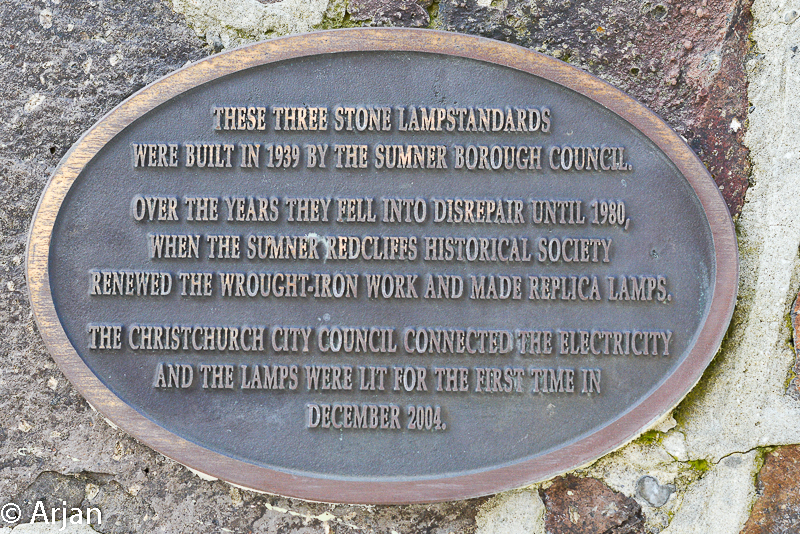 THESE THREE STONE LAMPSTANDARDS
WERE BUILT IN 1939 BY THE SUMNER BOROUGH COUNCIL.
OVER THE YEARS THEY FELL INTO DISREPAIR UNTIL 1980,
WHEN THE SUMNER REDCLIFFS HISTORICAL SOCIETY
RENEWED THE WROUGHT-IRON WORK AND MADE REPLICA LAMPS.
THE CHRISTCHURCH CITY COUNCIL CONNECTED THE ELECTRICITY
AND THE LAMPS WERE LIT FOR THE FIRST TIME IN
DECEMBER 2004.
© Arjan